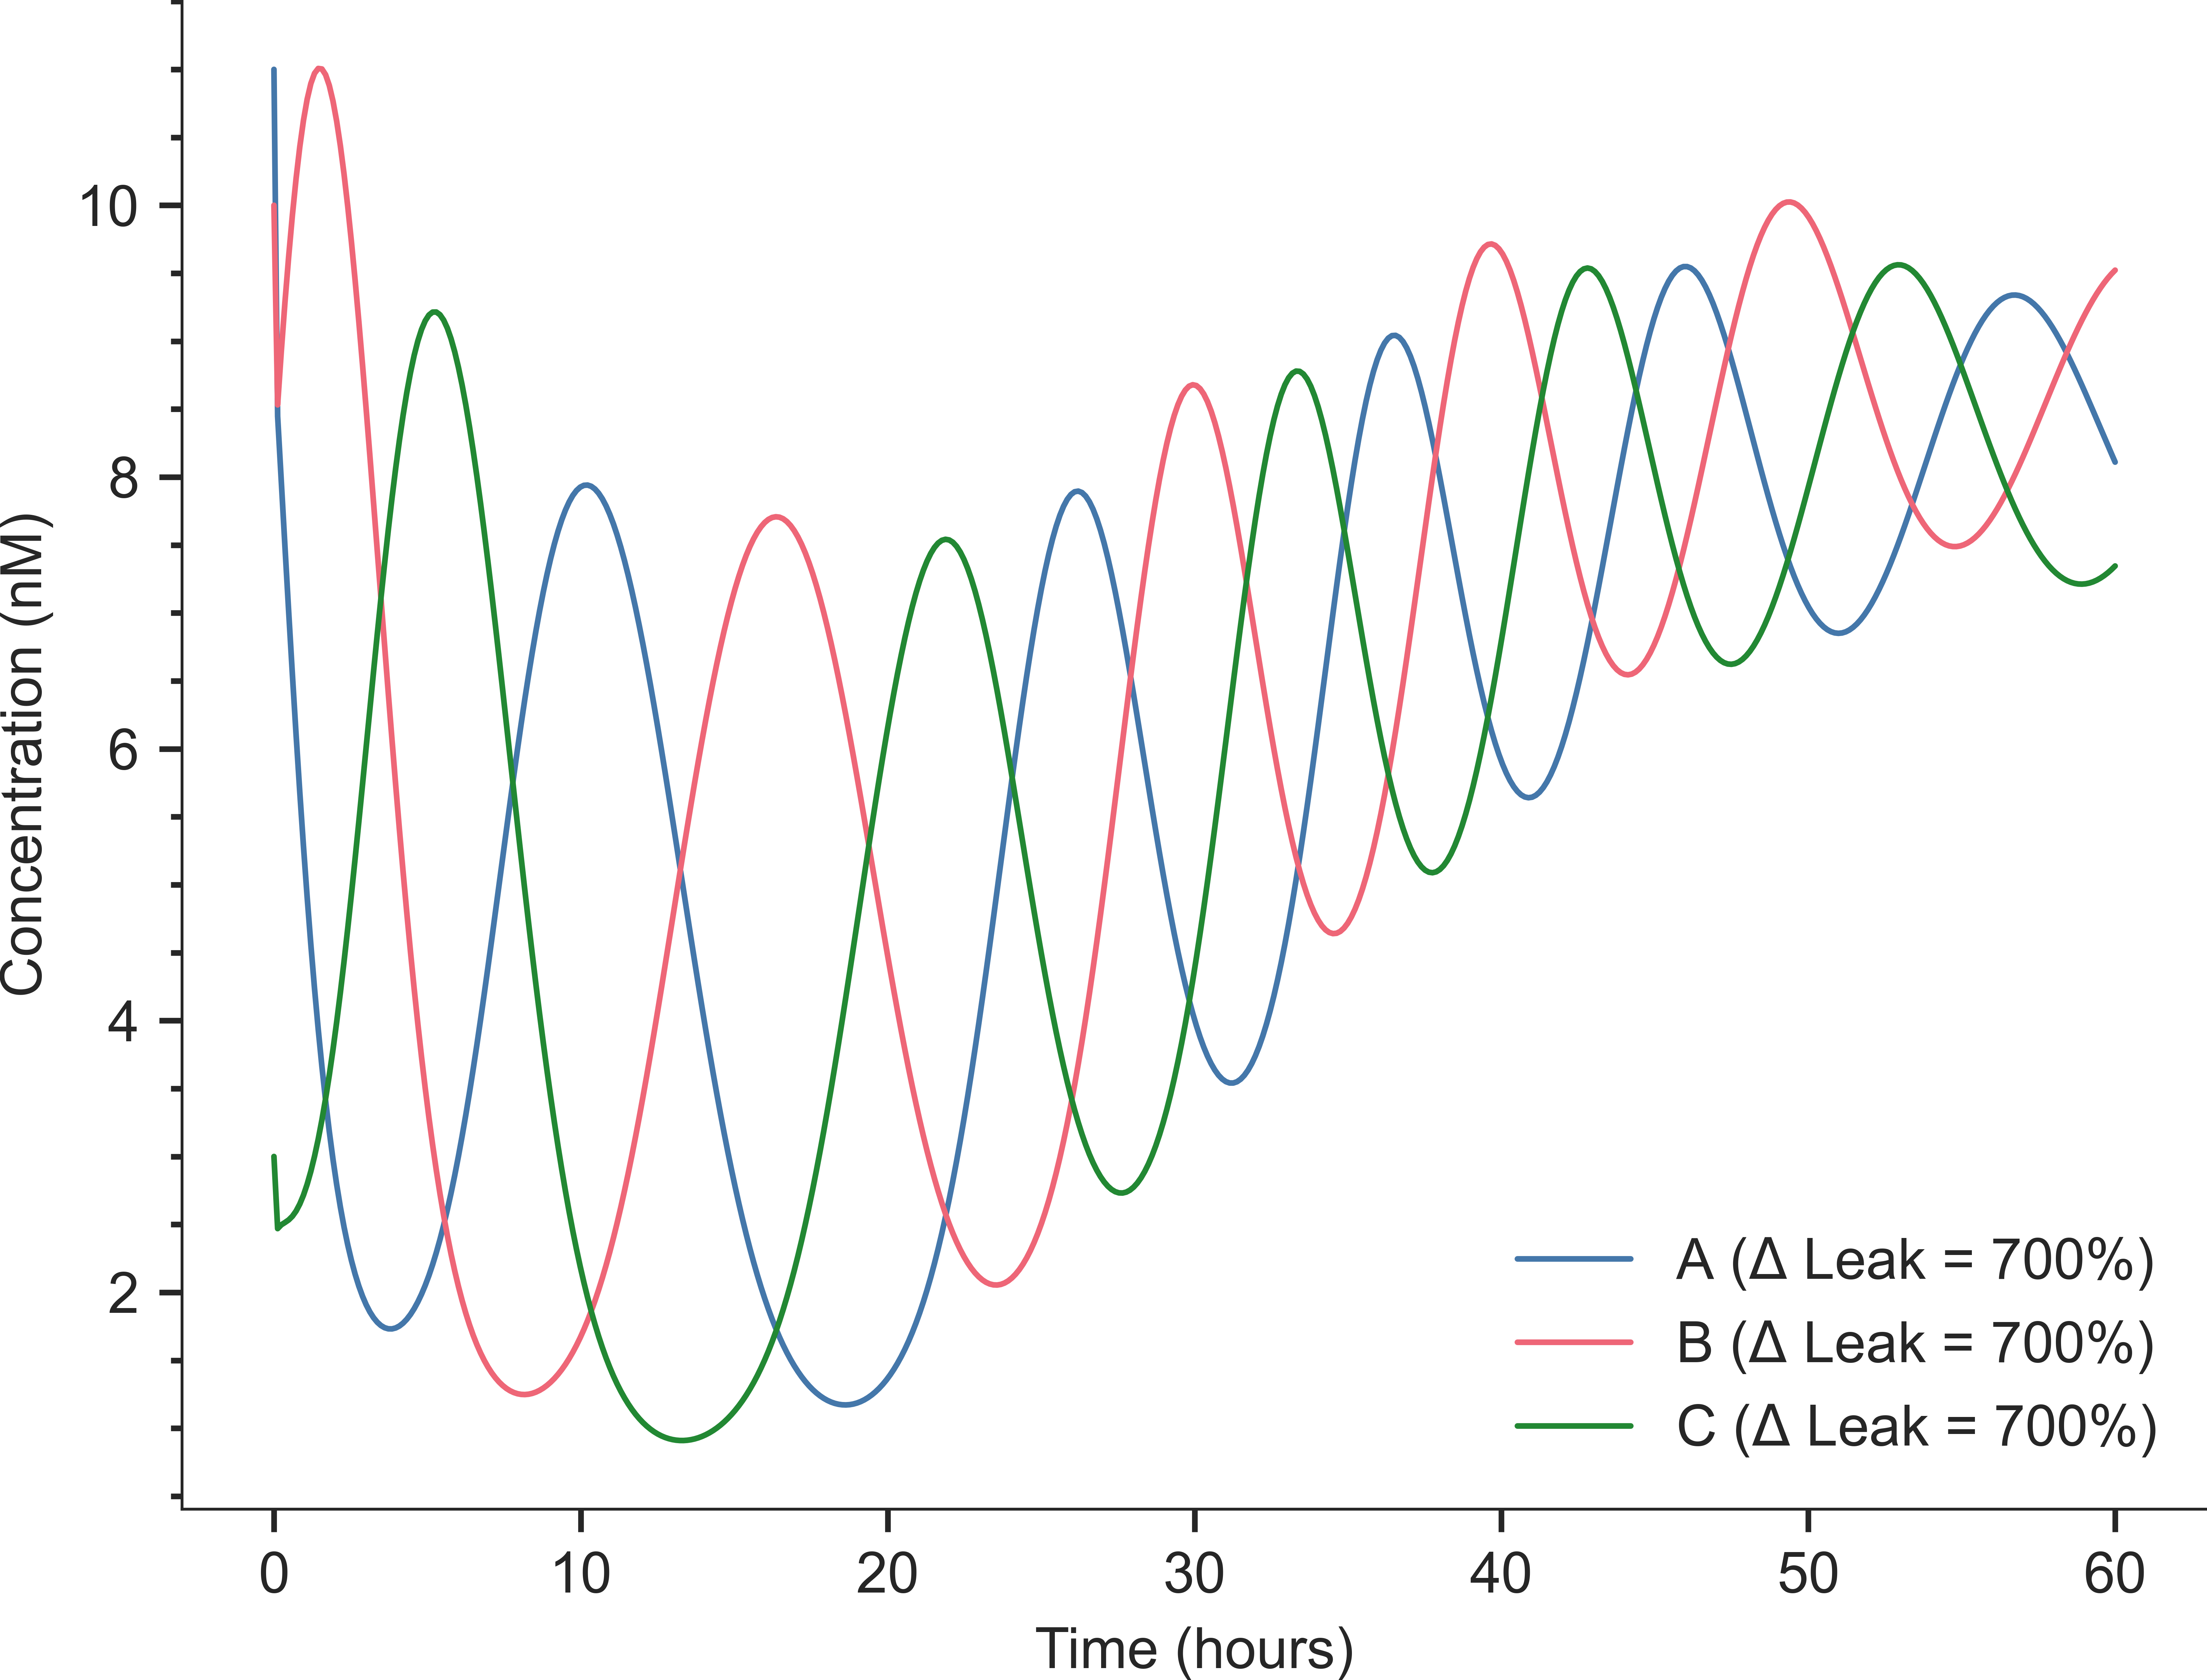 10
8
6
4
2
Concentration (nM)
A (Δ Leak = 700%)
B (Δ Leak = 700%)
C (Δ Leak = 700%)
0 10 20 30 40 50 60
Time (hours)